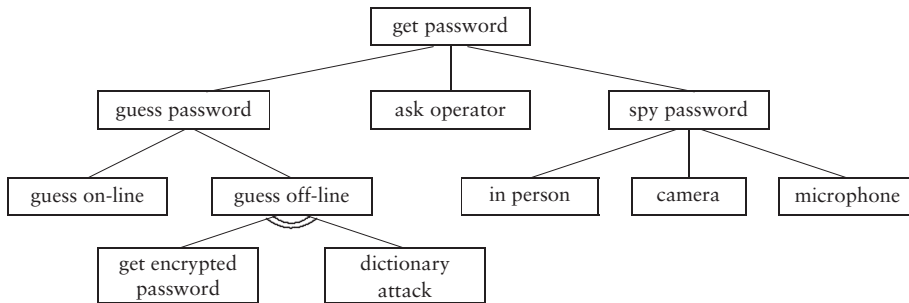 get password
guess password
ask operator
spy password
guess on-line
guess off-line
in person
camera
microphone
get encrypted
password
dictionary
attack